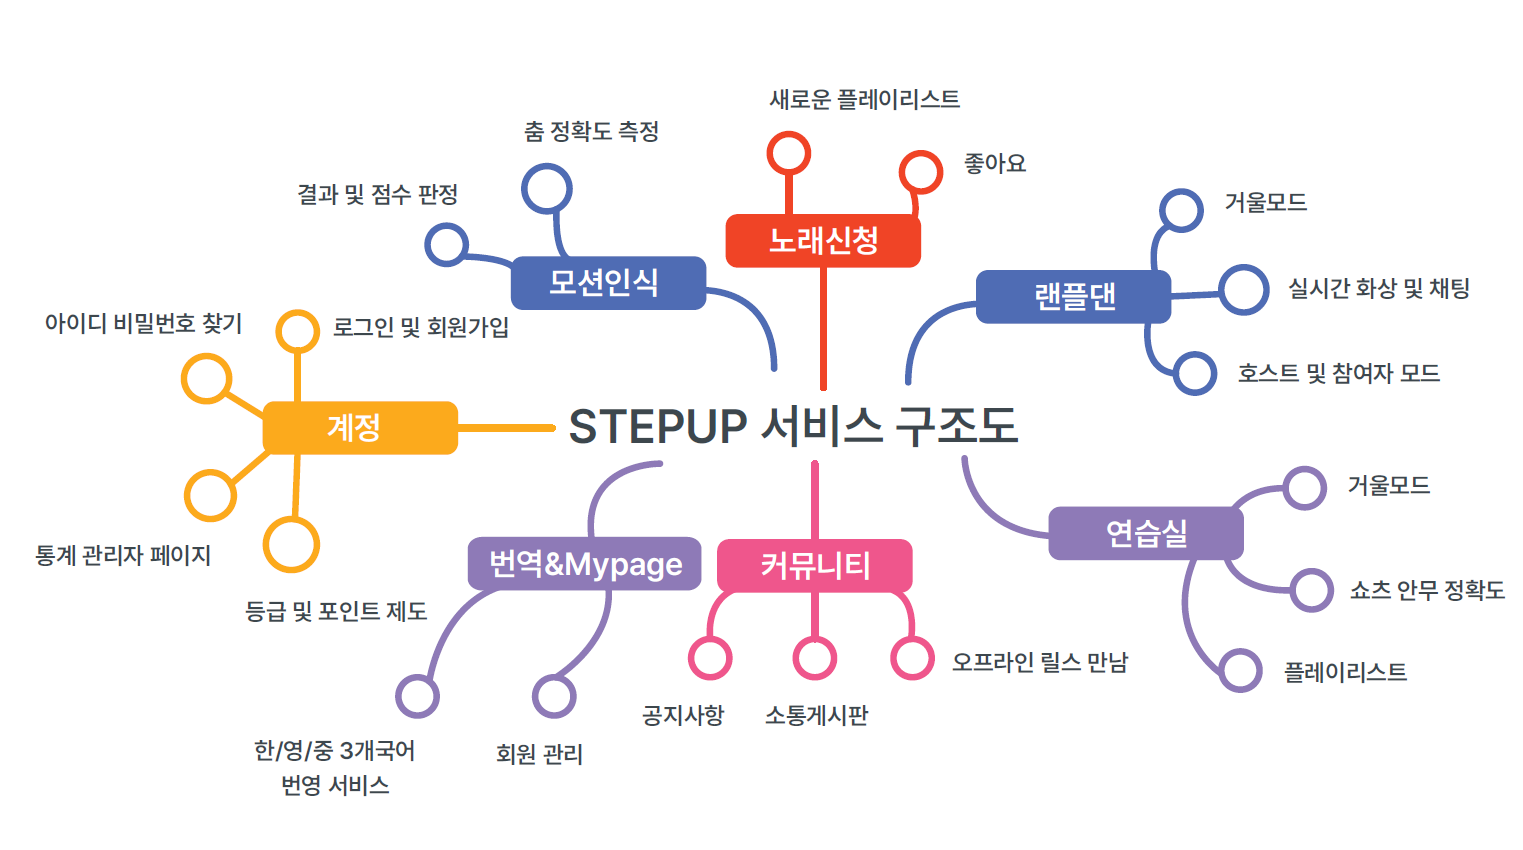 새로운 플레이리스트
춤 정확도 측정
좋아요
결과 및 점수 판정
거울모드
노래신청
모션인식
랜플댄
실시간 화상 및 채팅
아이디 비밀번호 찾기
로그인 및 회원가입
호스트 및 참여자 모드
계정
STEPUP 서비스 구조도
거울모드
연습실
통계 관리자 페이지
번역&Mypage
커뮤니티
쇼츠 안무 정확도
등급 및 포인트 제도
오프라인 릴스 만남
플레이리스트
공지사항
소통게시판
한/영/중 3개국어
번영 서비스
회원 관리